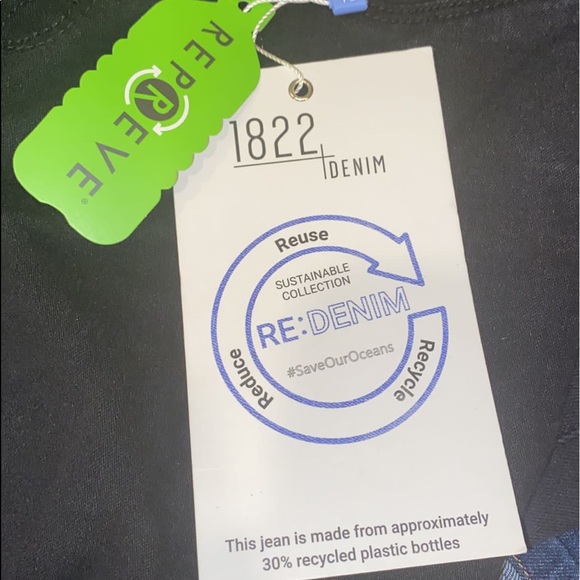 REPREVE®
1822
DENIM
Reuse
SUSTAINABLE
COLLECTION
RE:DENIM
#SaveOurOceans
Reduce
Recycle
This jean is made from approximately
30% recycled plastic bottles